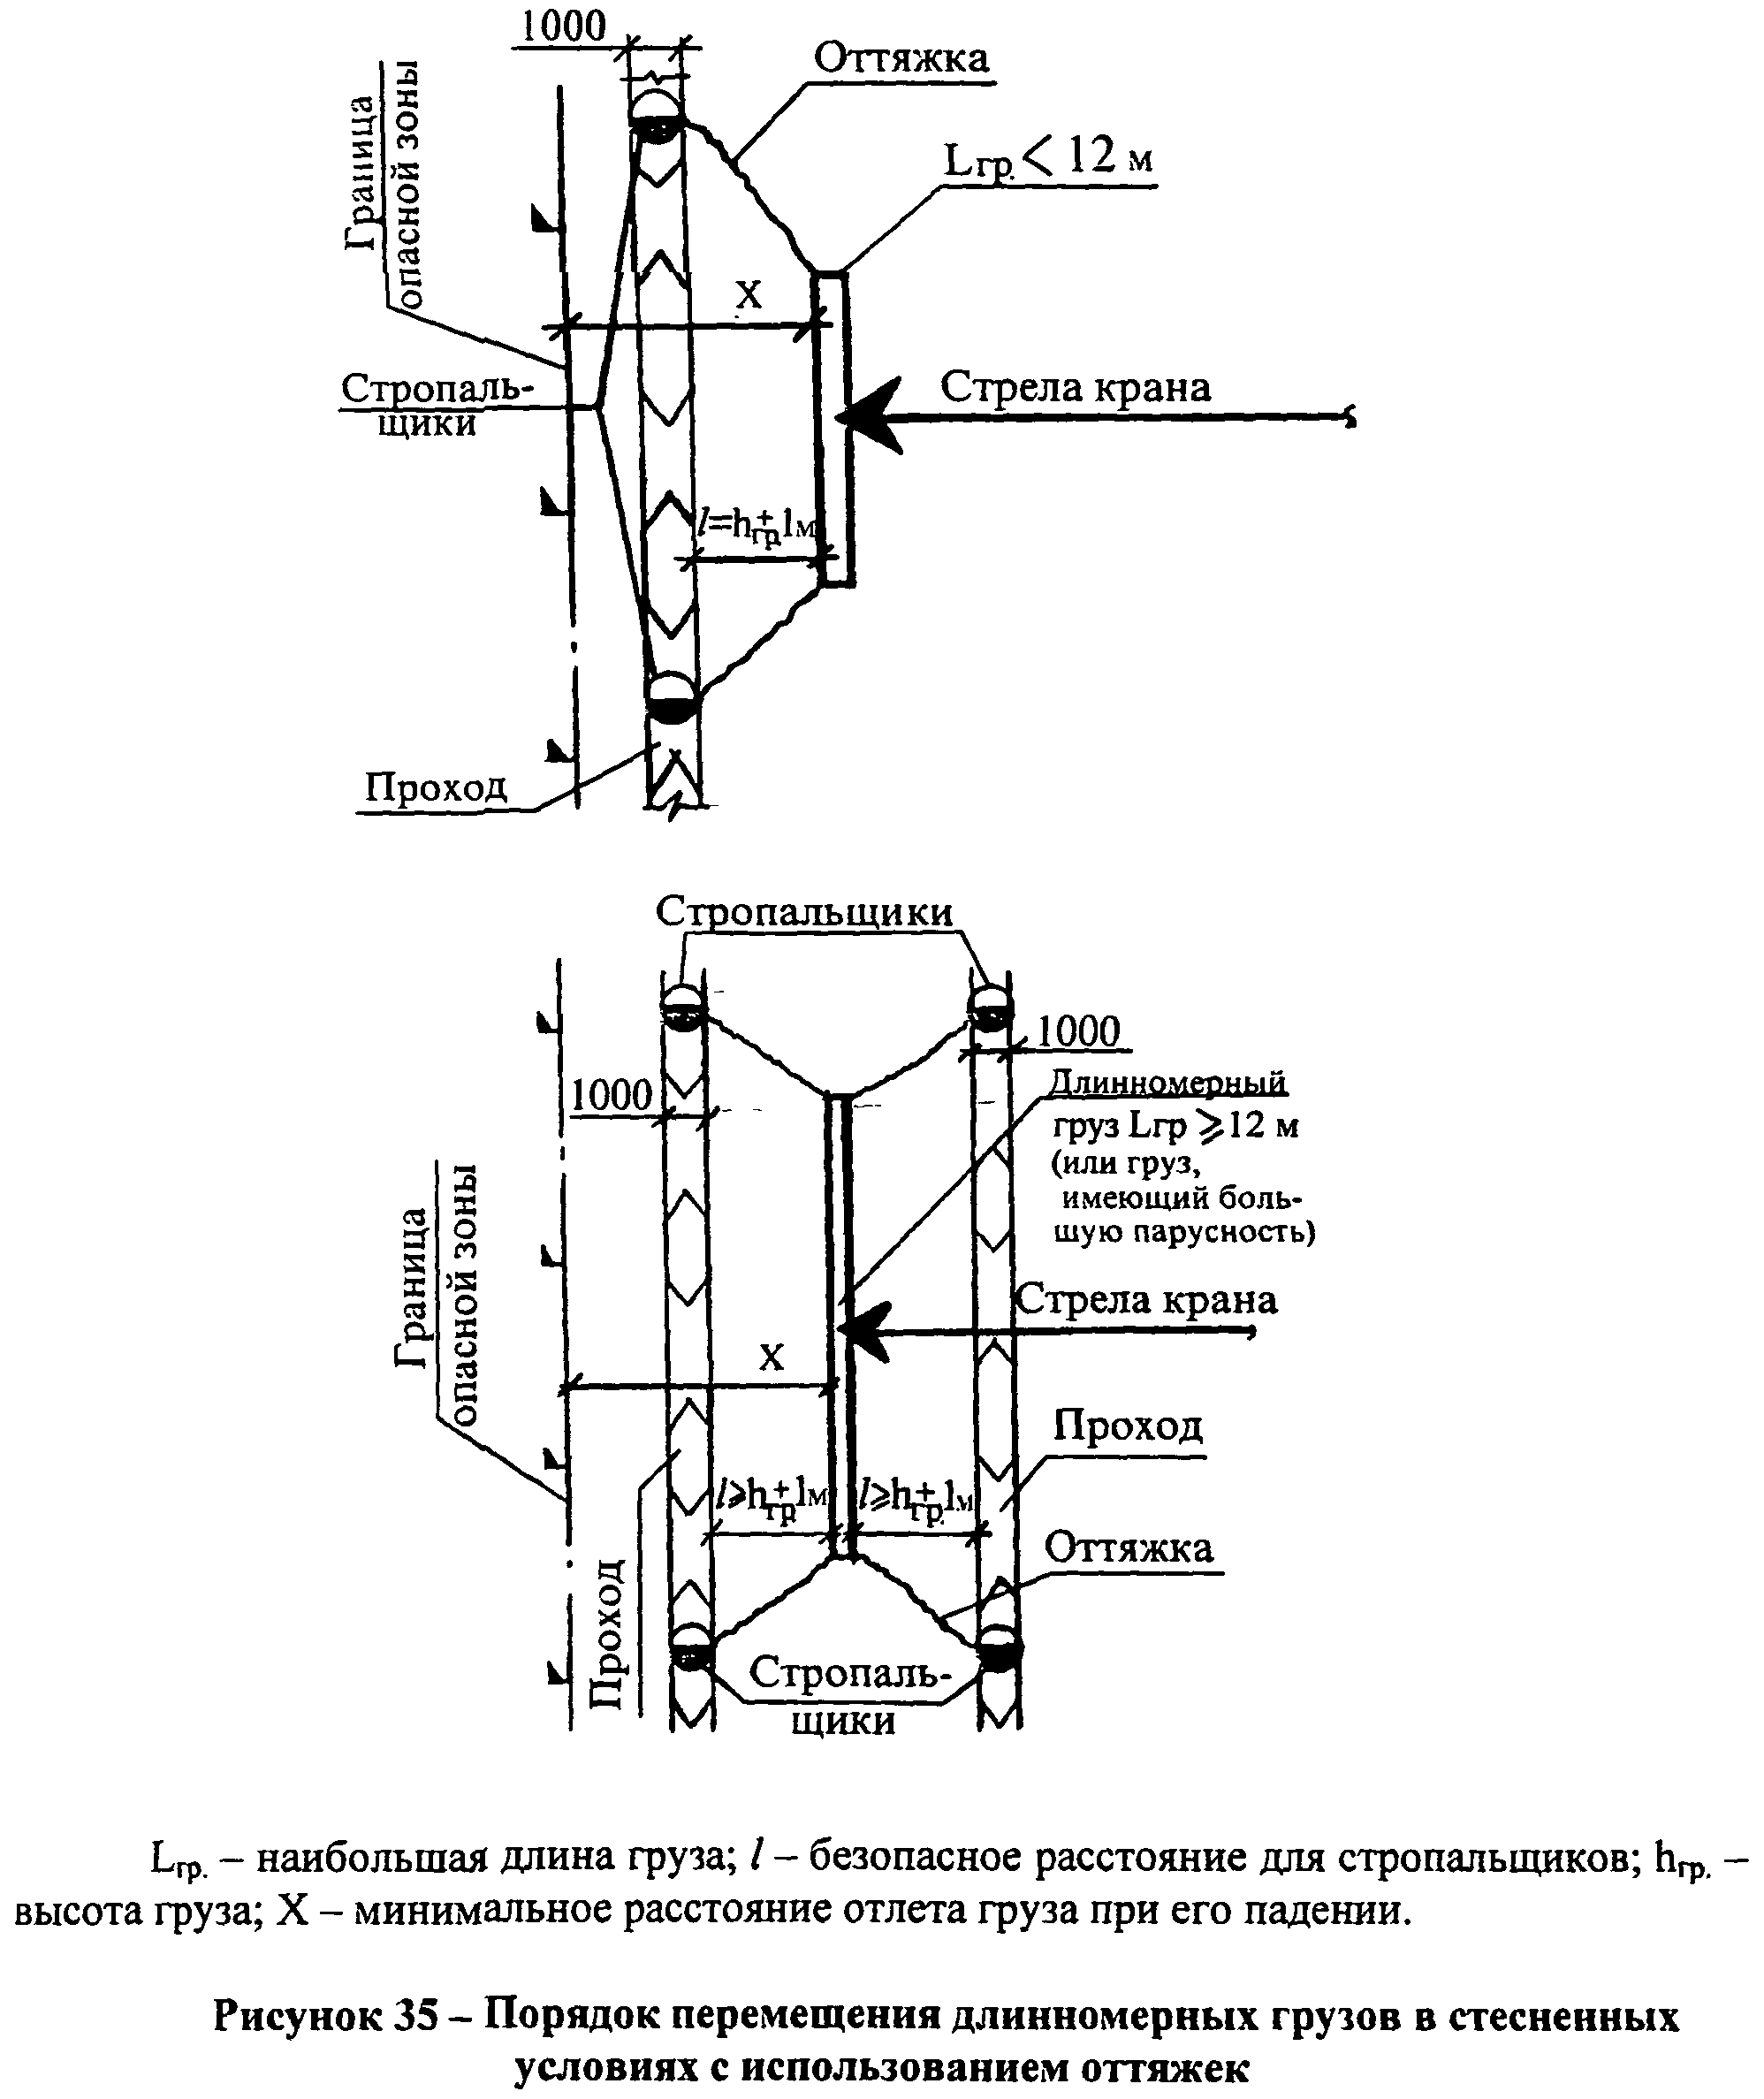 1000
Оттяжка
Lгр. < 12 м
Граница
опасной зоны
X
Стропаль-
щики
Стрела крана
l=hгр+1м
Проход
Стропальщики
1000
1000
Длинномерный
груз Lгр ⩾12 м
(или груз,
имеющий боль-
шую парусность)
Граница
опасной зоны
Стрела крана
X
Проход
l⩾hгр+1м
l⩾hгр.+1м
Оттяжка
Проход
Стропаль-
щики
Lгр. – наибольшая длина груза; l – безопасное расстояние для стропальщиков; hгр. –
высота груза; X – минимальное расстояние отлета груза при его падении.
Рисунок 35 – Порядок перемещения длинномерных грузов в стесненных
условиях с использованием оттяжек